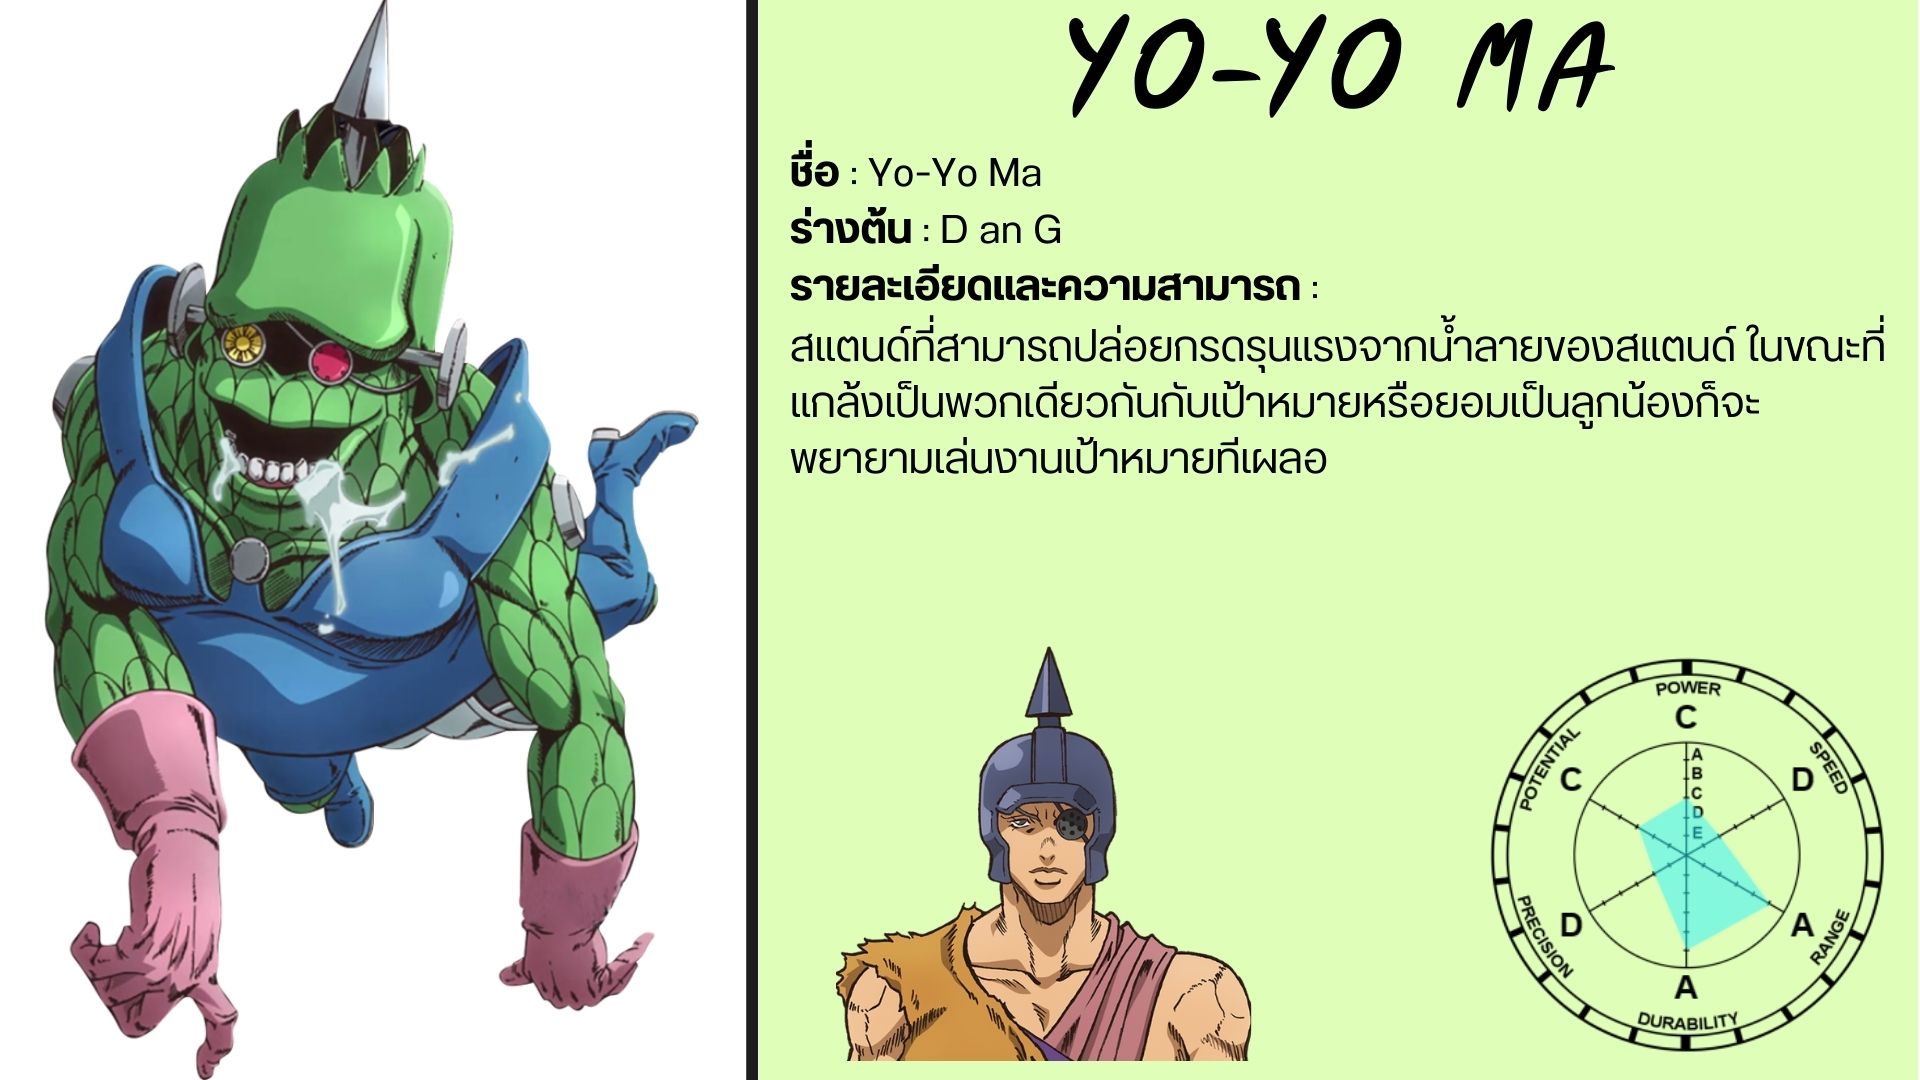 YO-YO MA
ชื่อ : Yo-Yo Ma
ร่างต้น : D an G
รายละเอียดและความสามารถ :
สแตนด์ที่สามารถปล่อยกรดรุนแรงจากน้ำลายของสแตนด์ ในขณะที่
แกล้งเป็นพวกเดียวกันกับเป้าหมายหรือยอมเป็นลูกน้องก็จะ
พยายามเล่นงานเป้าหมายทีเผลอ
POWER
C
SPEED
D
RANGE
A
DURABILITY
A
PRECISION
D
POTENTIAL
C
A
B
C
D
E